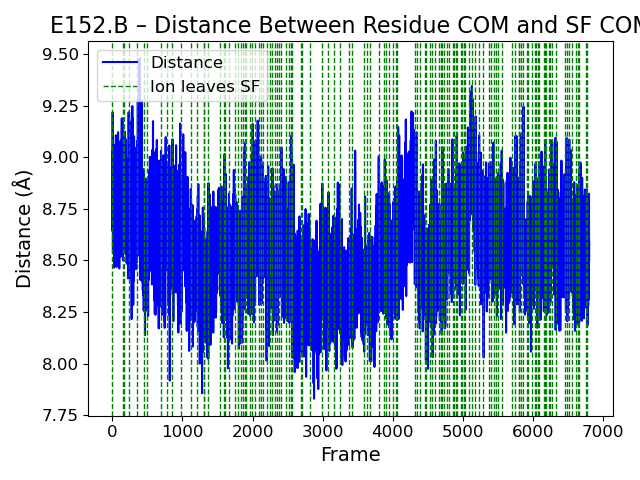 E152.B – Distance Between Residue COM and SF COM
Distance
Ion leaves SF
Distance (Å)
9.50
9.25
9.00
8.75
8.50
8.25
8.00
7.75
0 1000 2000 3000 4000 5000 6000 7000
Frame